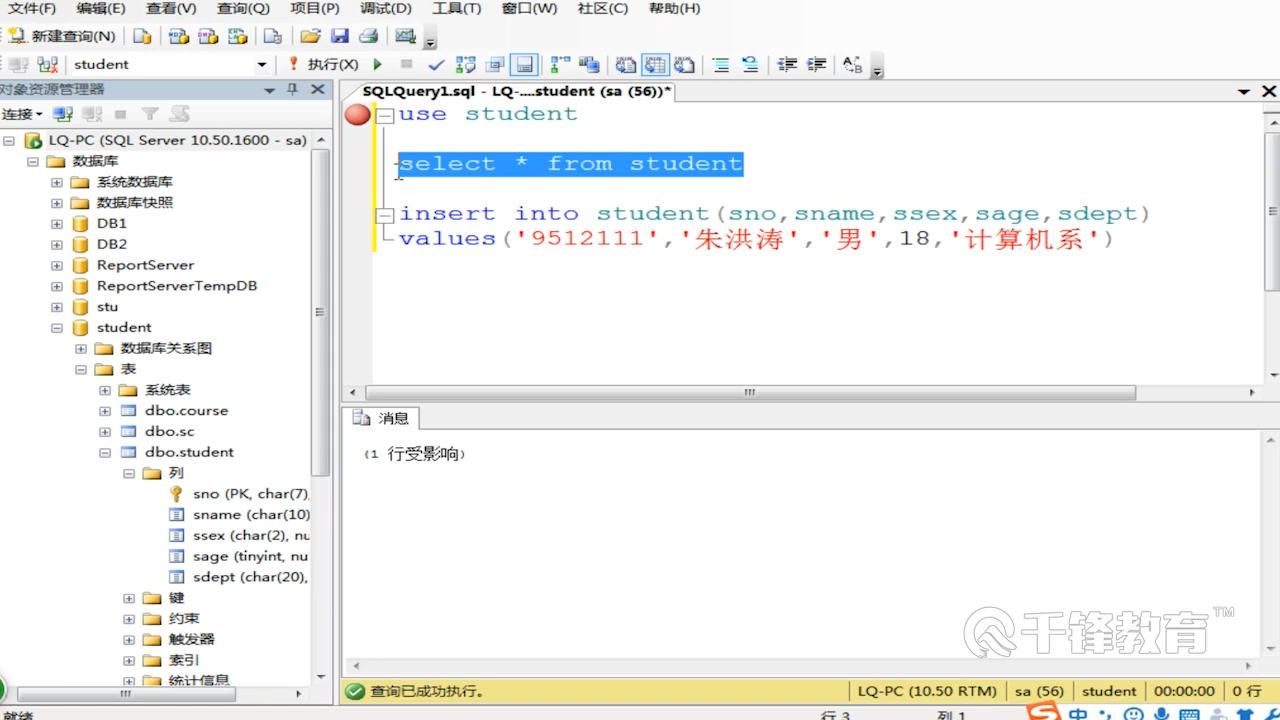 文件(F) 编辑(E) 查看(V) 查询(Q) 项目(P) 调试(D) 工具(T) 窗口(W) 社区(C) 帮助(H)
新建查询(N)
student 执行(X)
对象资源管理器
连接
LQ-PC (SQL Server 10.50.1600 - sa)
数据库
系统数据库
数据库快照
DB1
DB2
ReportServer
ReportServerTempDB
stu
student
数据库关系图
表
系统表
dbo.course
dbo.sc
dbo.student
列
sno (PK, char(7),
sname (char(10)
ssex (char(2), nu
sage (tinyint, nu
sdept (char(20),
键
约束
触发器
索引
统计信息
SQLQuery1.sql - LQ-....student (sa (56))*
use student
select * from student
insert into student(sno,sname,ssex,sage,sdept)
values('9512111','朱洪涛','男',18,'计算机系')
消息
(1 行受影响)
千锋教育™
查询已成功执行。 LQ-PC (10.50 RTM) sa (56) student 00:00:00 0 行
就绪 行 3 列 1
中